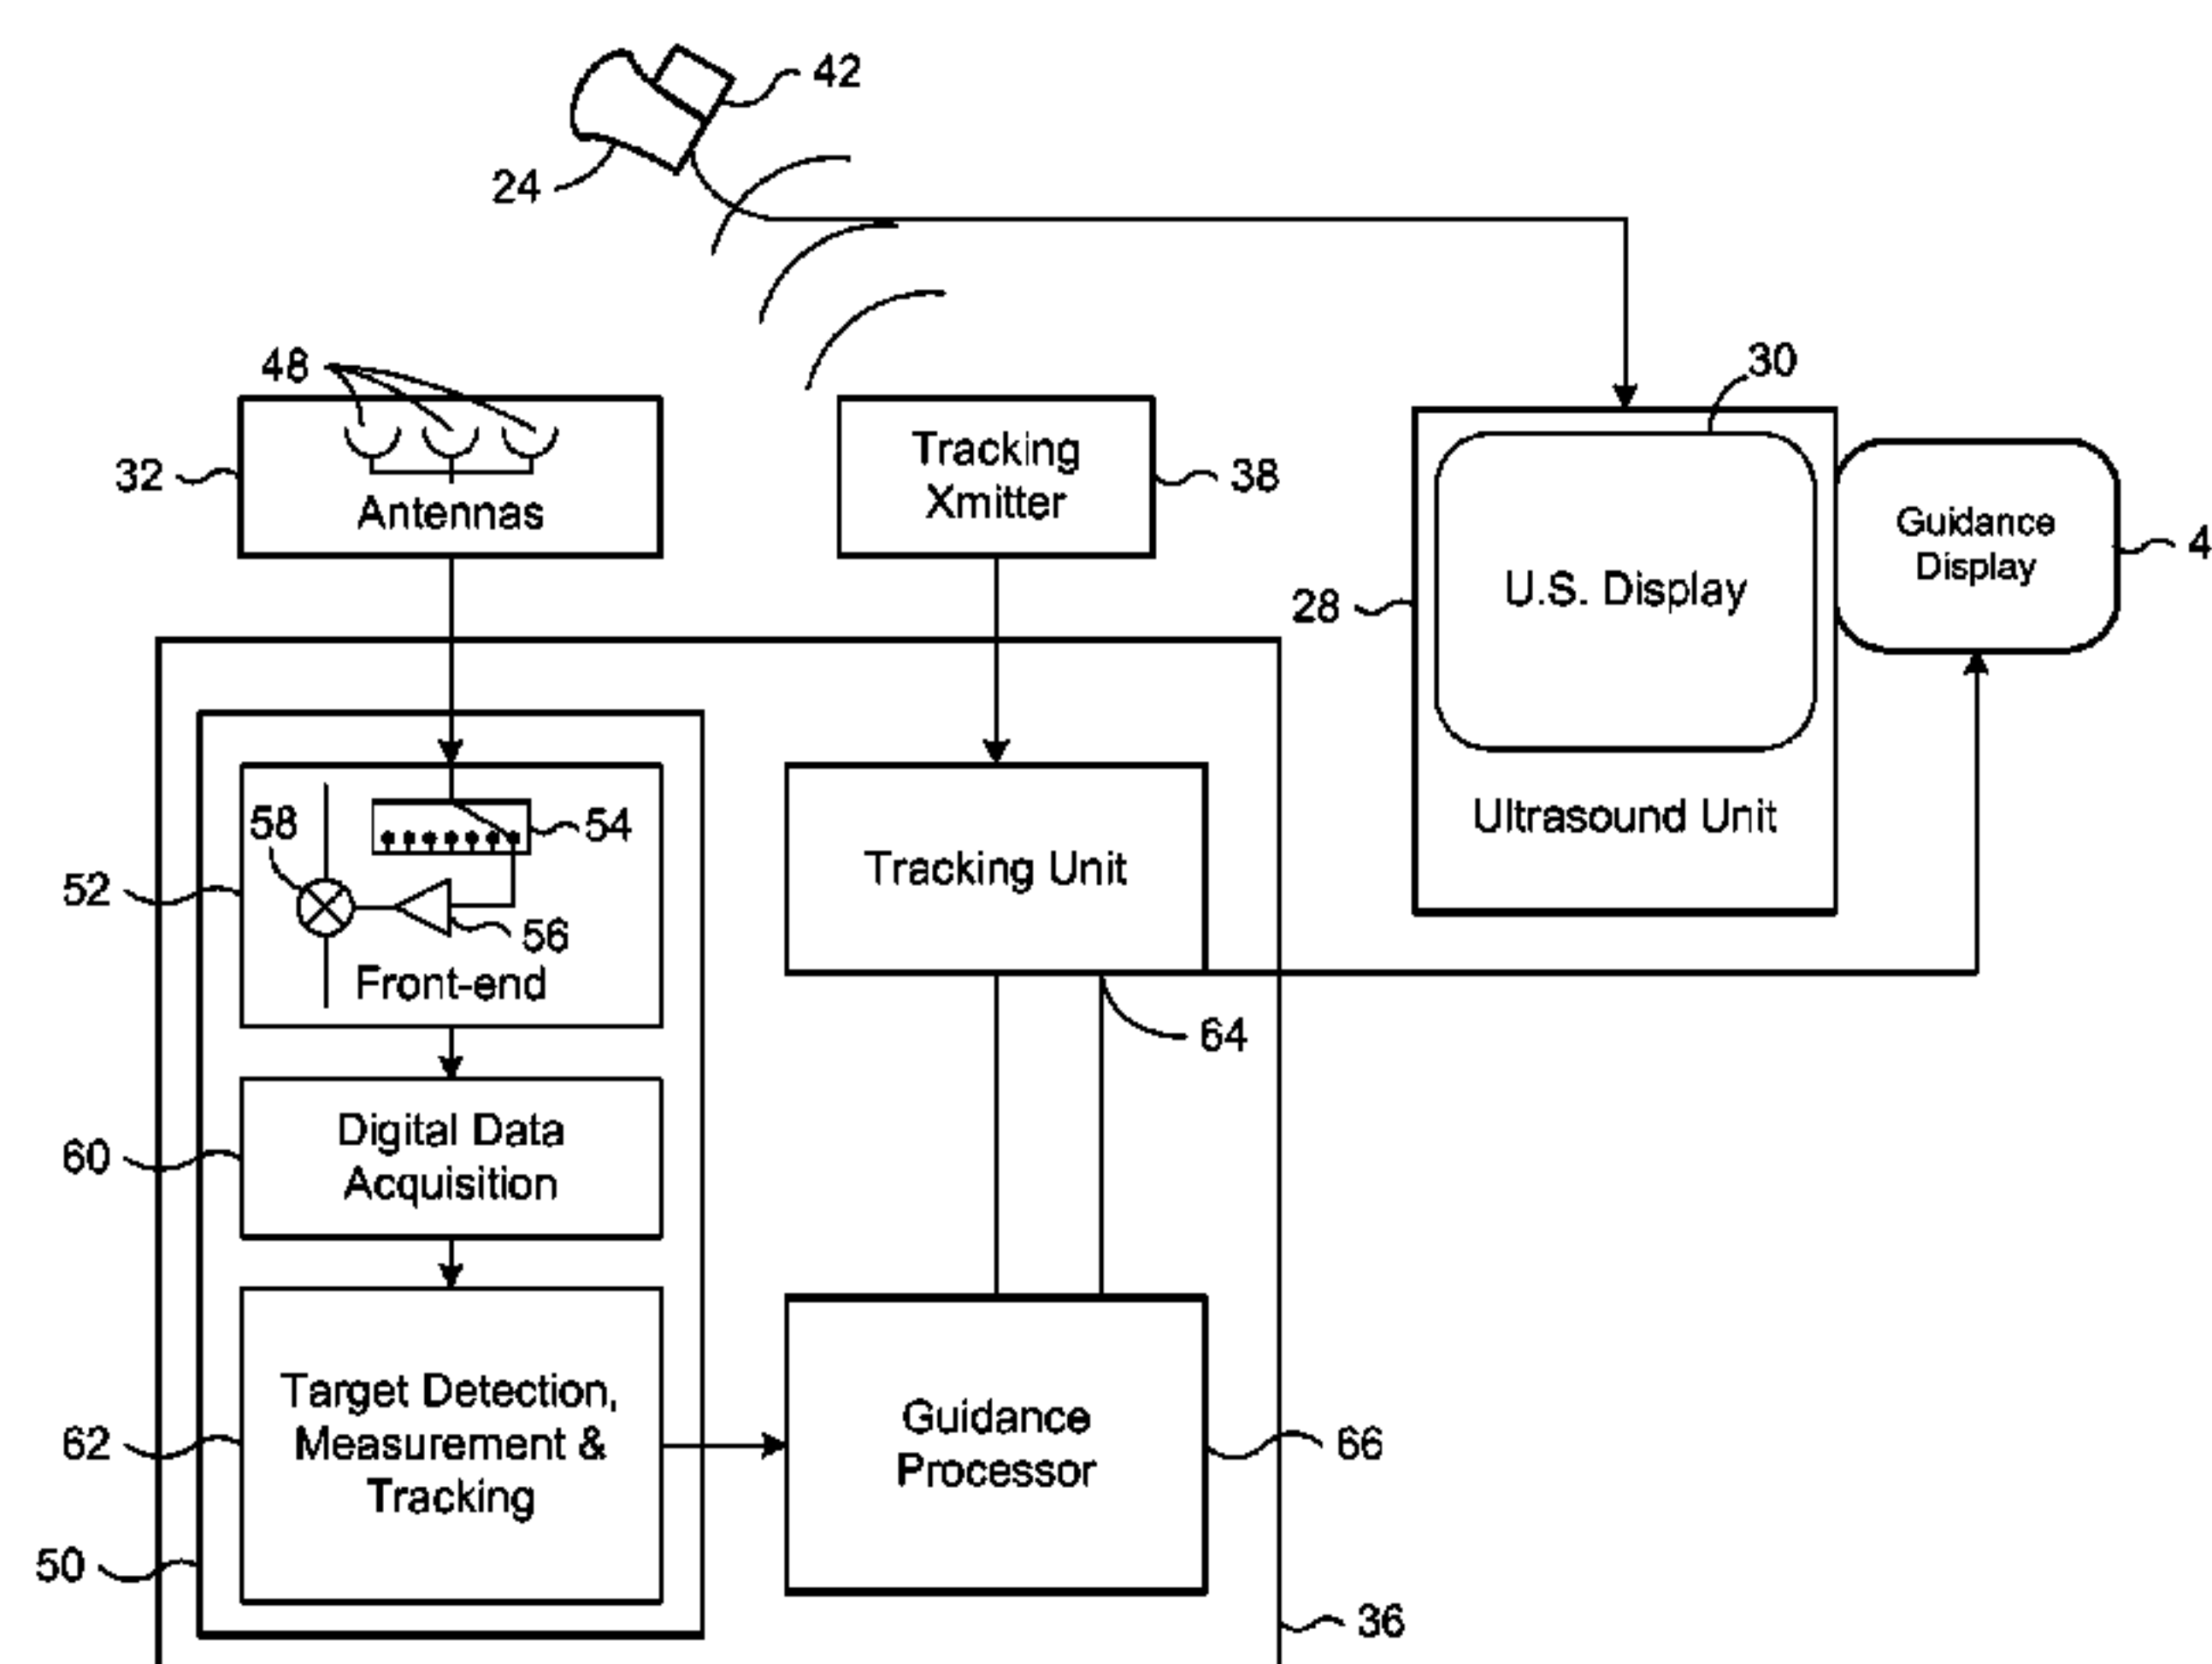 42
24
48
30
32
Antennas
Tracking
Xmitter
38
28
U.S. Display
Guidance
Display
4
Ultrasound Unit
58
54
52
56
Front-end
Tracking Unit
64
60
Digital Data
Acquisition
62
Target Detection,
Measurement &
Tracking
Guidance
Processor
66
50
36